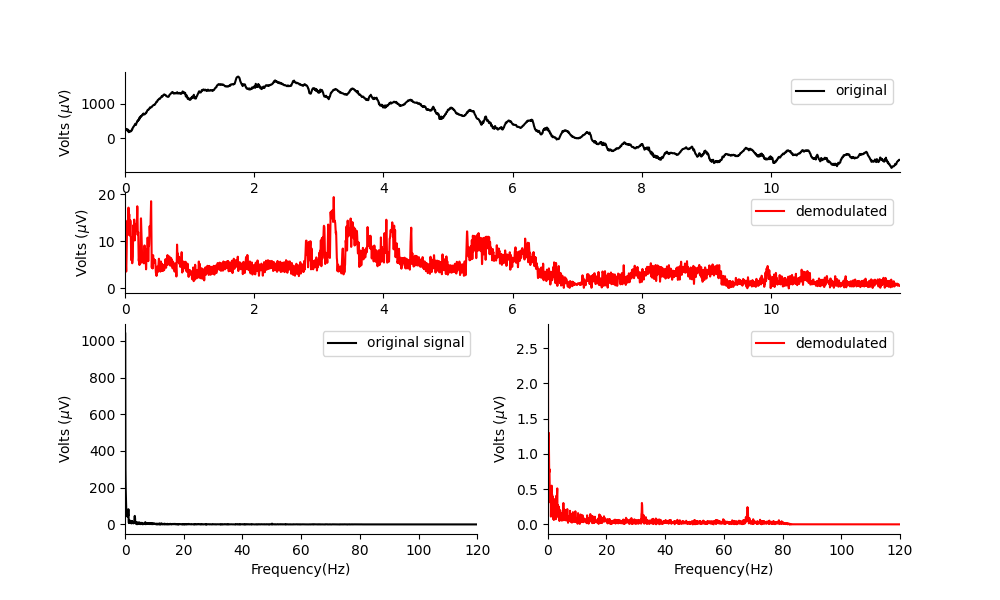 original
Volts (μV)
1000
0
0 2 4 6 8 10
demodulated
Volts (μV)
20
10
0
0 2 4 6 8 10
original signal
Volts (μV)
1000
800
600
400
200
0
0 20 40 60 80 100 120
Frequency(Hz)
demodulated
Volts (μV)
2.5
2.0
1.5
1.0
0.5
0.0
0 20 40 60 80 100 120
Frequency(Hz)